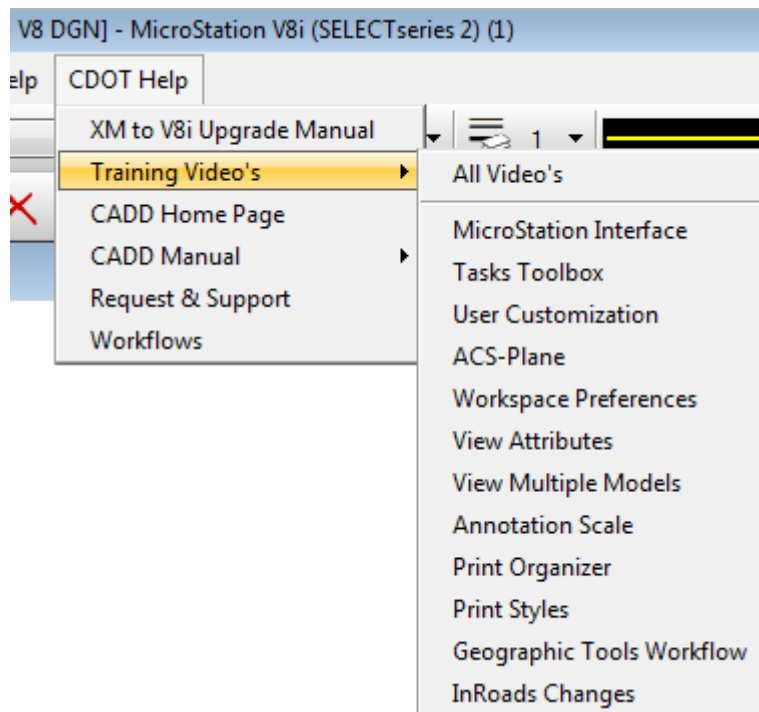 V8 DGN] - MicroStation V8i (SELECTseries 2) (1)
elp CDOT Help
XM to V8i Upgrade Manual
1
Training Video's
All Video's
CADD Home Page
MicroStation Interface
CADD Manual
Tasks Toolbox
Request & Support
User Customization
Workflows
ACS-Plane
Workspace Preferences
View Attributes
View Multiple Models
Annotation Scale
Print Organizer
Print Styles
Geographic Tools Workflow
InRoads Changes